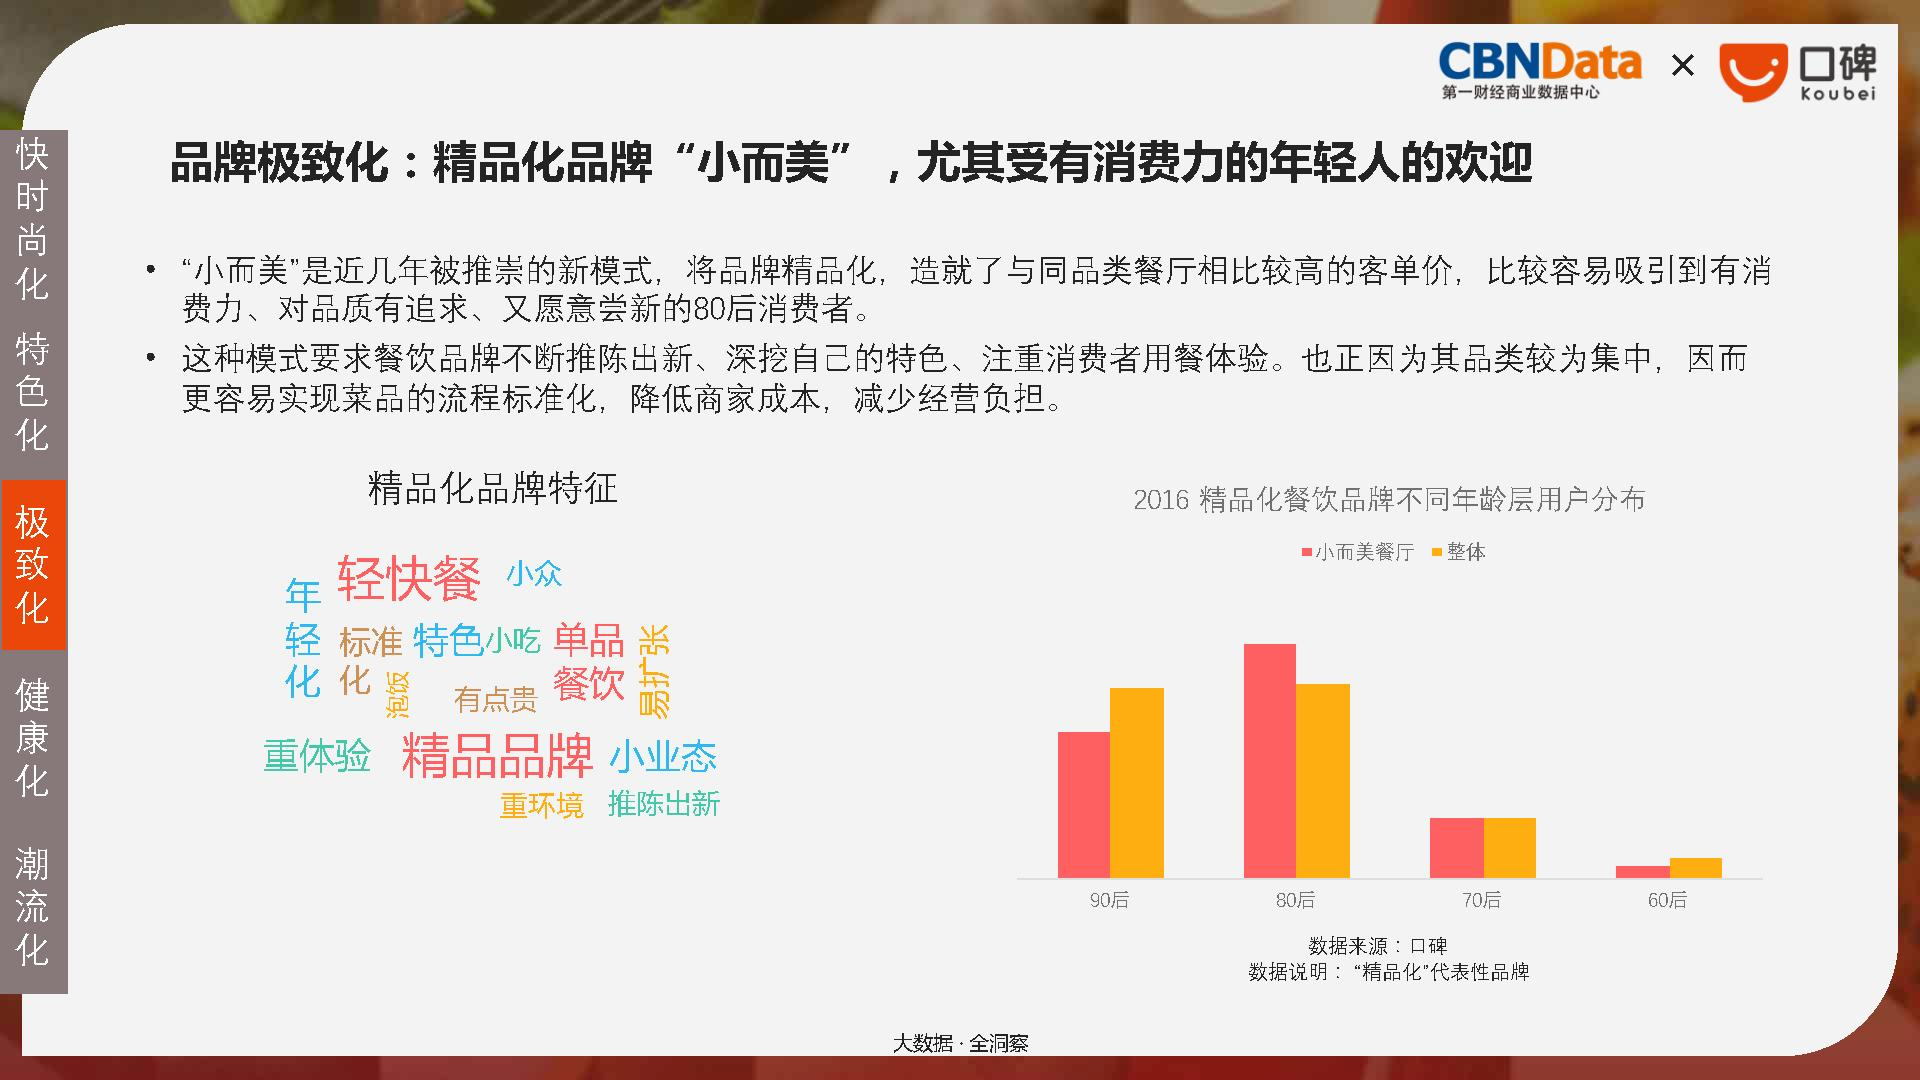 CBNData
第一财经商业数据中心
×
口碑
Koubei
快时尚化
特色化
极致化
健康化
潮流化
品牌极致化：精品化品牌“小而美”，尤其受有消费力的年轻人的欢迎
• “小而美”是近几年被推崇的新模式，将品牌精品化，造就了与同品类餐厅相比较高的客单价，比较容易吸引到有消
费力、对品质有追求、又愿意尝新的80后消费者。
• 这种模式要求餐饮品牌不断推陈出新、深挖自己的特色、注重消费者用餐体验。也正因为其品类较为集中，因而
更容易实现菜品的流程标准化，降低商家成本，减少经营负担。
精品化品牌特征
年轻化
轻快餐
小众
标准化
特色
小吃
单品餐饮
易扩张
泡饭
有点贵
重体验
精品品牌
小业态
重环境
推陈出新
2016 精品化餐饮品牌不同年龄层用户分布
小而美餐厅 整体
90后 80后 70后 60后
数据来源：口碑
数据说明：“精品化”代表性品牌
大数据·全洞察